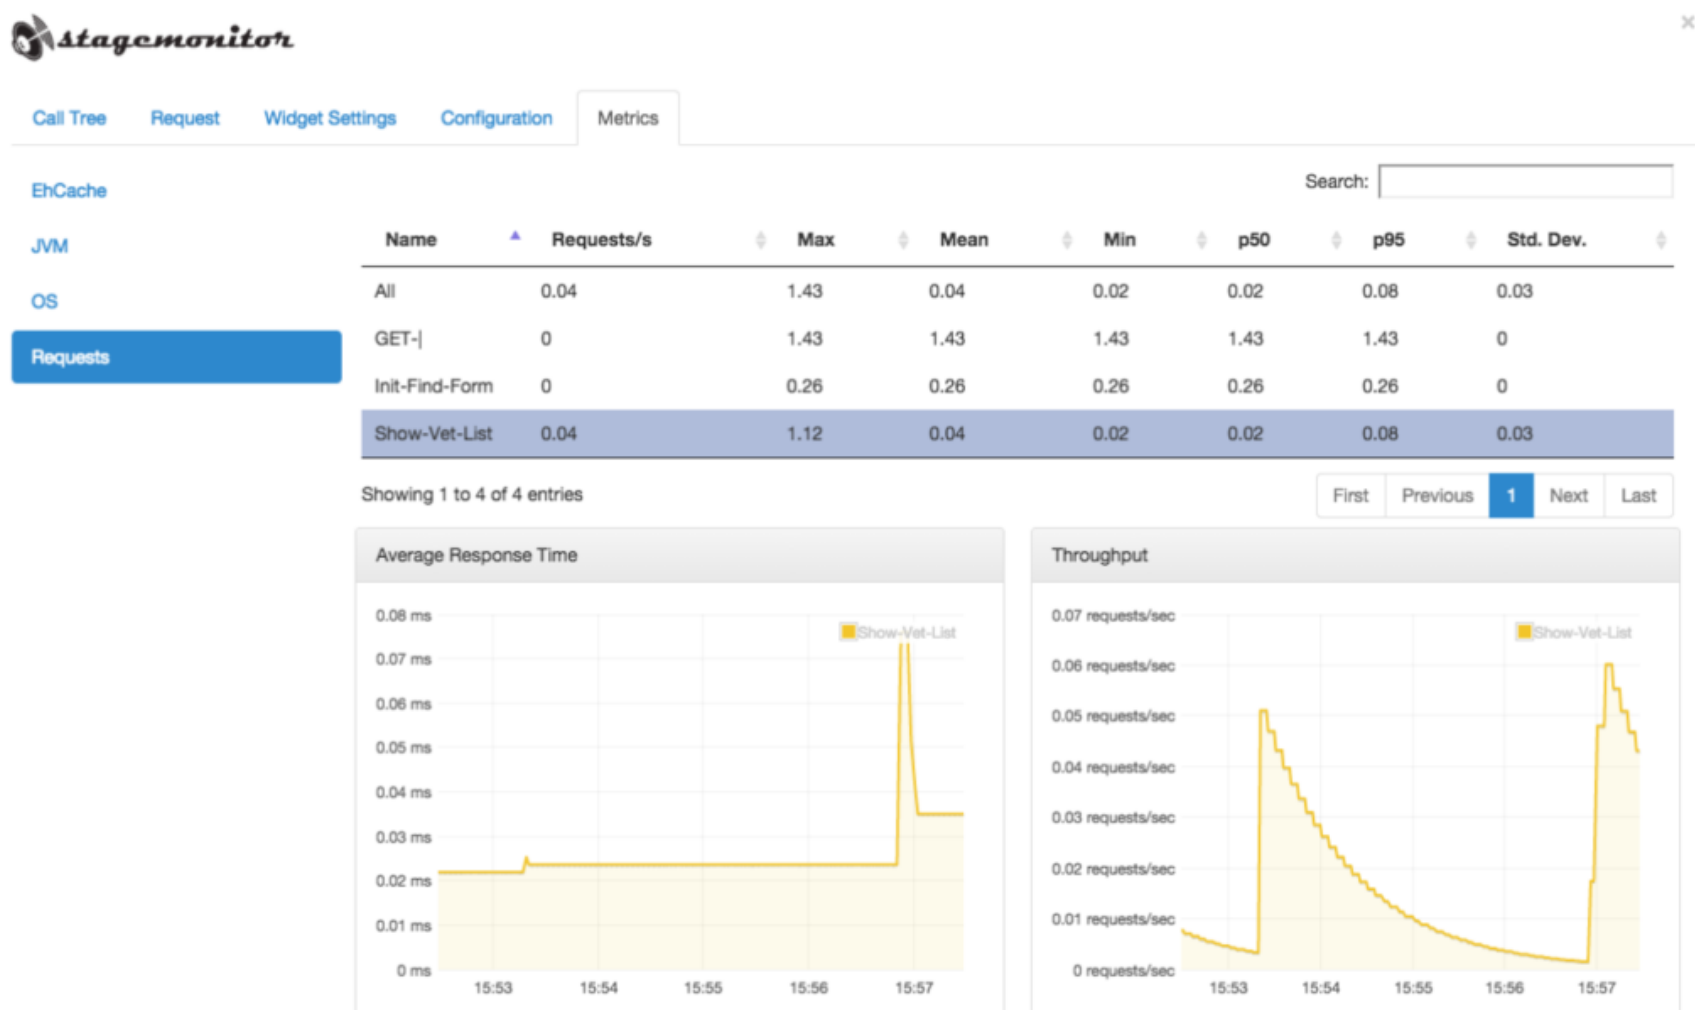 stagemonitor
×
Call Tree Request Widget Settings Configuration Metrics
EhCache
JVM
OS
Requests
Search:
Name Requests/s Max Mean Min p50 p95 Std. Dev.
All 0.04 1.43 0.04 0.02 0.02 0.08 0.03
GET-| 0 1.43 1.43 1.43 1.43 1.43 0
Init-Find-Form 0 0.26 0.26 0.26 0.26 0.26 0
Show-Vet-List 0.04 1.12 0.04 0.02 0.02 0.08 0.03
Showing 1 to 4 of 4 entries
First Previous 1 Next Last
Average Response Time
0.08 ms
Show-Vet-List
0.07 ms
0.06 ms
0.05 ms
0.04 ms
0.03 ms
0.02 ms
0.01 ms
0 ms
15:53 15:54 15:55 15:56 15:57
Throughput
0.07 requests/sec
Show-Vet-List
0.06 requests/sec
0.05 requests/sec
0.04 requests/sec
0.03 requests/sec
0.02 requests/sec
0.01 requests/sec
0 requests/sec
15:53 15:54 15:55 15:56 15:57